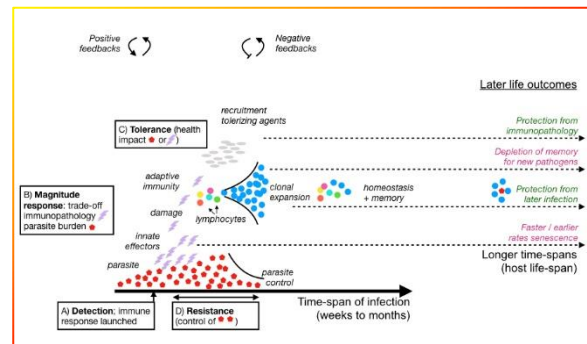 Positive
feedbacks
Negative
feedbacks
Later life outcomes
recruitment
tolerizing agents
Protection from
immunopathology
C) Tolerance (health
impact or )
Depletion of memory
for new pathogens
adaptive
immunity
B) Magnitude
response: trade-off
immunopathology
parasite burden
clonal
expansion
homeostasis
+ memory
Protection from
later infection
damage
lymphocytes
innate
effectors
Faster / earlier
rates senescence
parasite
parasite
control
Longer time-spans
(host life-span)
Time-span of infection
(weeks to months)
A) Detection: immune
response launched
D) Resistance
(control of )